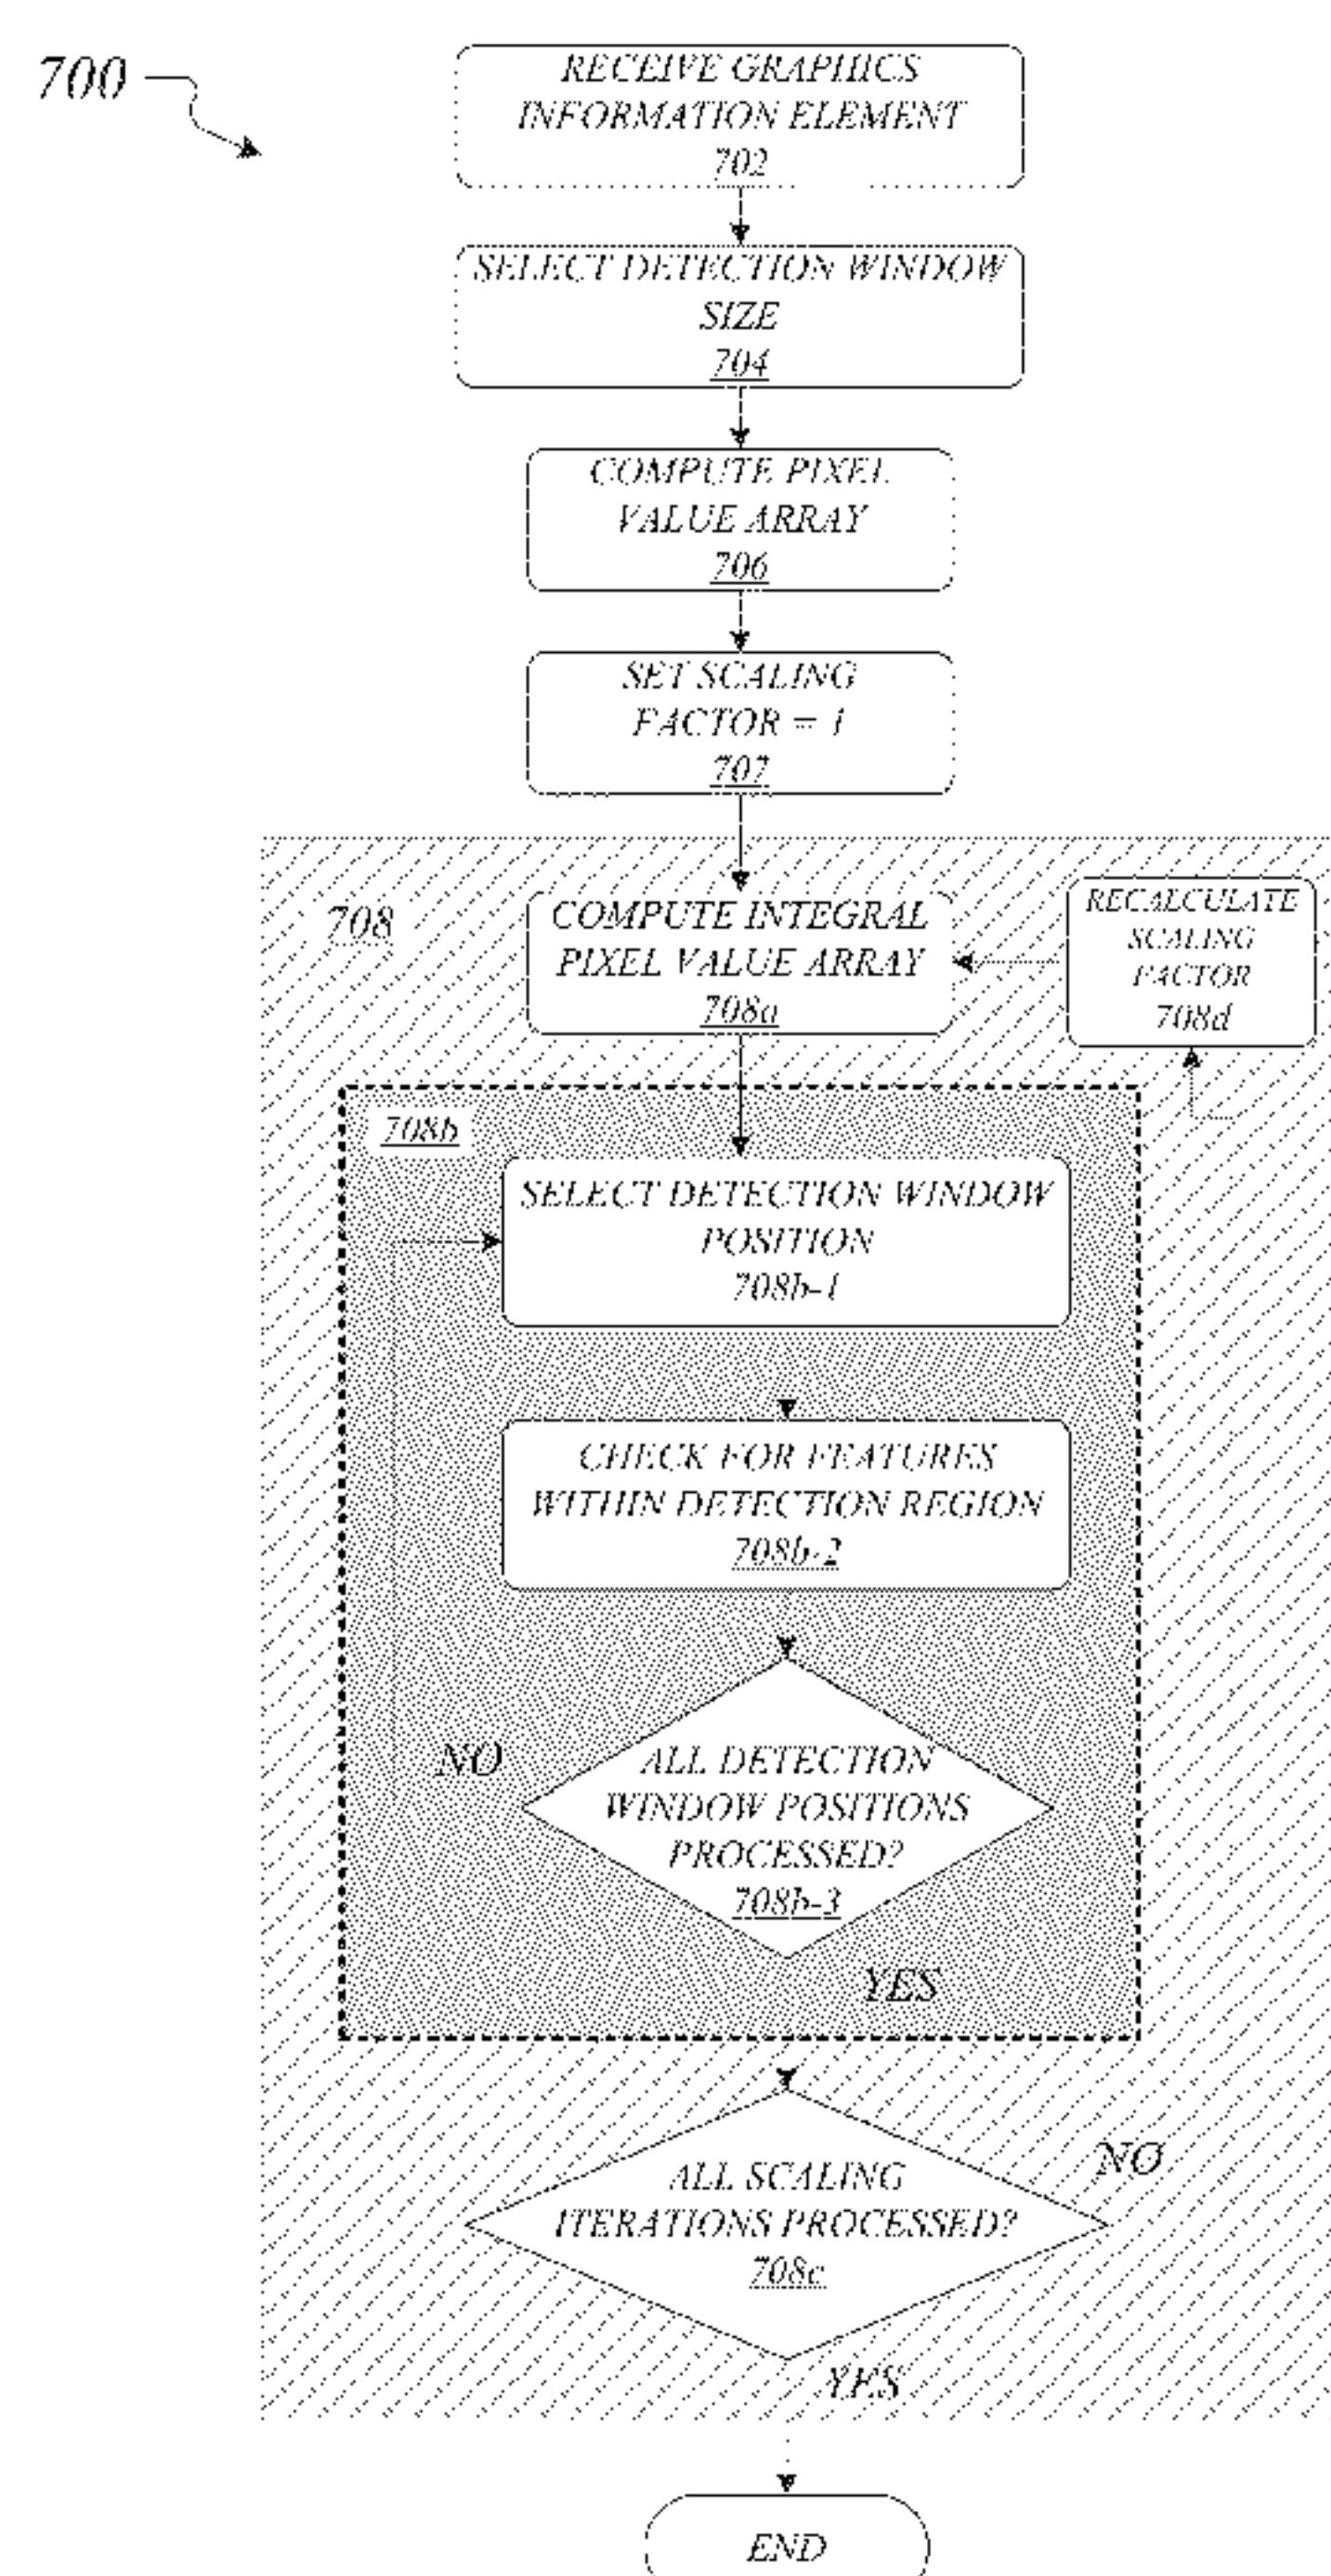 700
RECEIVE GRAPHICS
INFORMATION ELEMENT
702
SELECT DETECTION WINDOW
SIZE
704
COMPUTE PIXEL
VALUE ARRAY
706
SET SCALING
FACTOR = 1
707
708
COMPUTE INTEGRAL
PIXEL VALUE ARRAY
708a
RECALCULATE
SCALING
FACTOR
708d
708b
SELECT DETECTION WINDOW
POSITION
708b-1
CHECK FOR FEATURES
WITHIN DETECTION REGION
708b-2
NO
ALL DETECTION
WINDOW POSITIONS
PROCESSED?
708b-3
YES
NO
ALL SCALING
ITERATIONS PROCESSED?
708c
YES
END